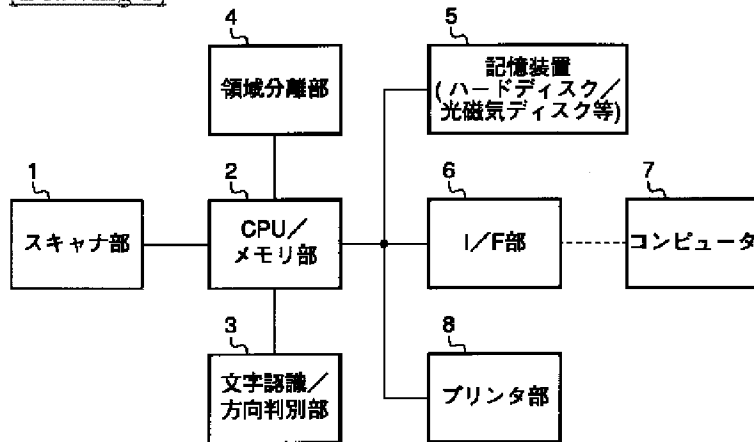 4
領域分離部
5
記憶装置
(ハードディスク／
光磁気ディスク等)
1
スキャナ部
2
CPU／
メモリ部
6
I／F部
7
コンピュータ
3
文字認識／
方向判別部
8
プリンタ部